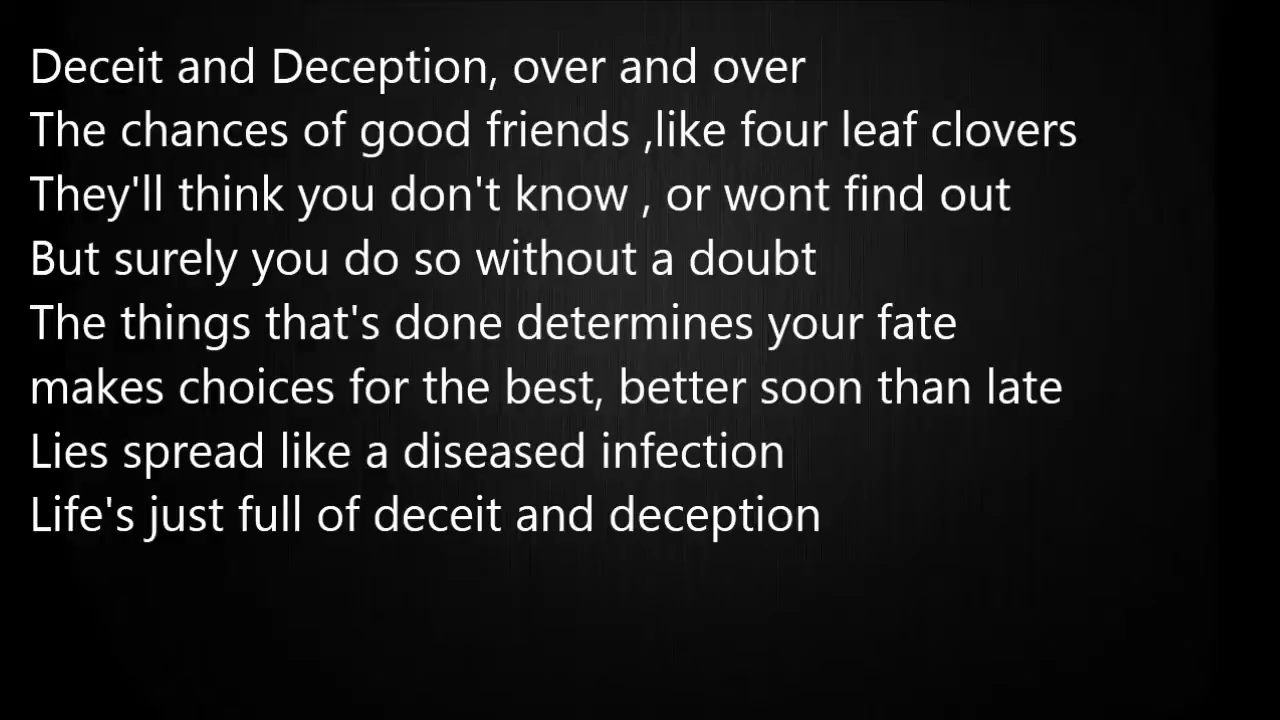 Deceit and Deception, over and over
The chances of good friends ,like four leaf clovers
They'll think you don't know , or wont find out
But surely you do so without a doubt
The things that's done determines your fate
makes choices for the best, better soon than late
Lies spread like a diseased infection
Life's just full of deceit and deception